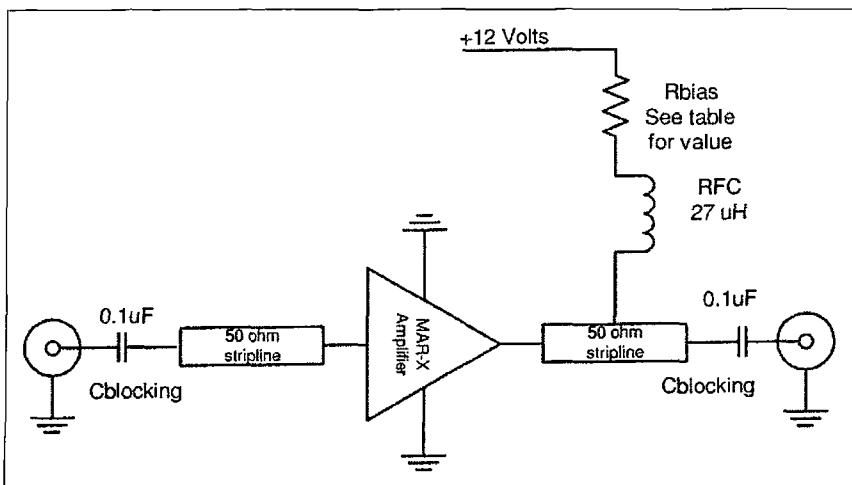 +12 Volts
Rbias
See table
for value
RFC
27 uH
0.1uF
50 ohm
stripline
Cblocking
MAR-X
Amplifier
50 ohm
stripline
0.1uF
Cblocking